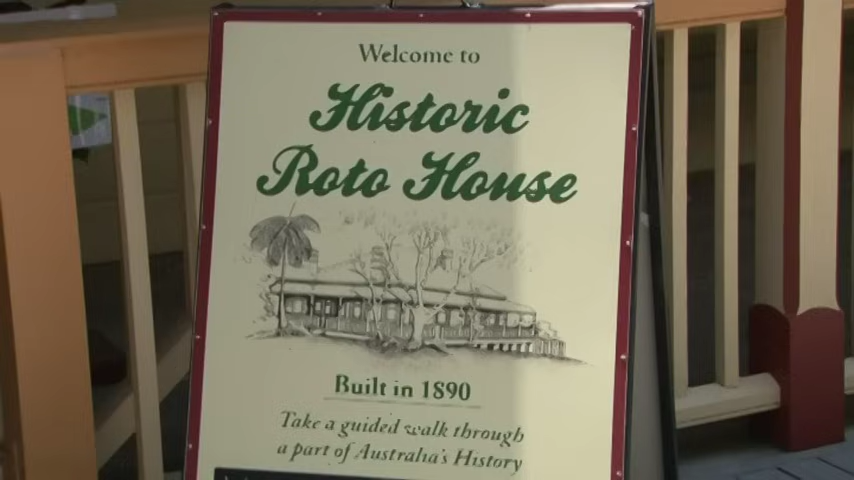 Welcome to
Historic
Roto House
Built in 1890
Take a guided walk through
a part of Australia's History